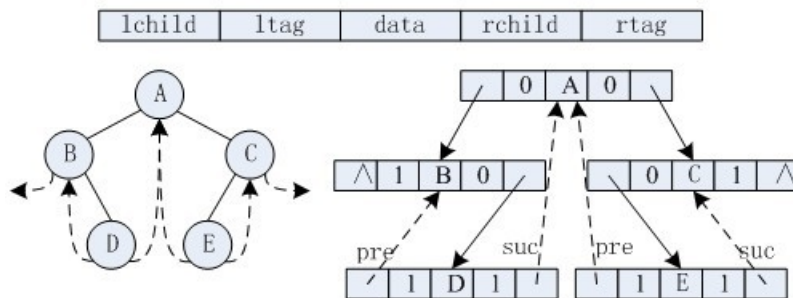 lchild ltag data rchild rtag
A
B C
D E
0 A 0
∧ 1 B 0
0 C 1 ∧
pre suc pre suc
1 D 1
1 E 1